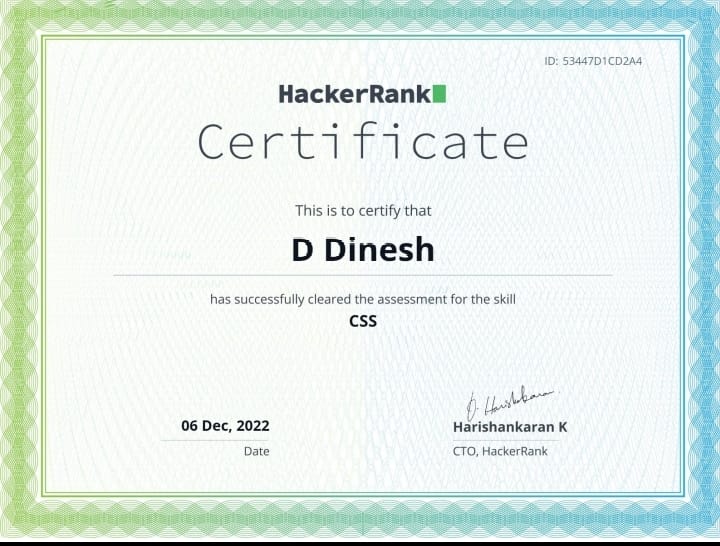 ID: 53447D1CD2A4
HackerRank
Certificate
This is to certify that
D Dinesh
has successfully cleared the assessment for the skill
CSS
06 Dec, 2022
Date
Harishankaran K
CTO, HackerRank